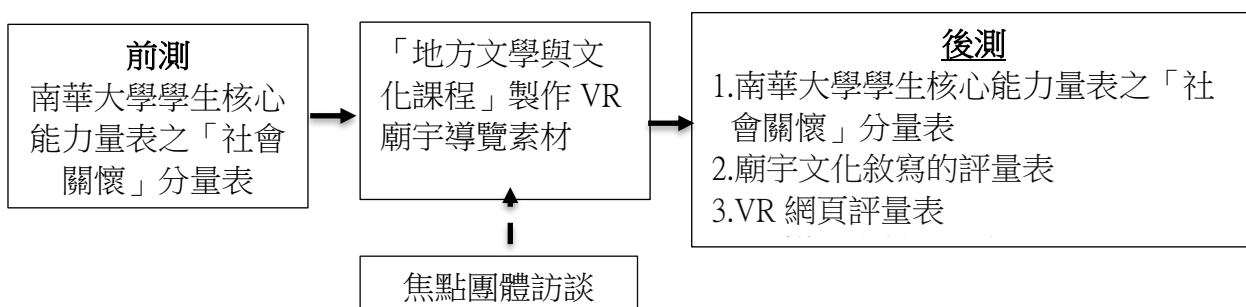 前測
南華大學學生核心
能力量表之「社會
關懷」分量表
「地方文學與文
化課程」製作 VR
廟宇導覽素材
焦點團體訪談
後測
1.南華大學學生核心能力量表之「社
會關懷」分量表
2.廟宇文化敘寫的評量表
3.VR 網頁評量表